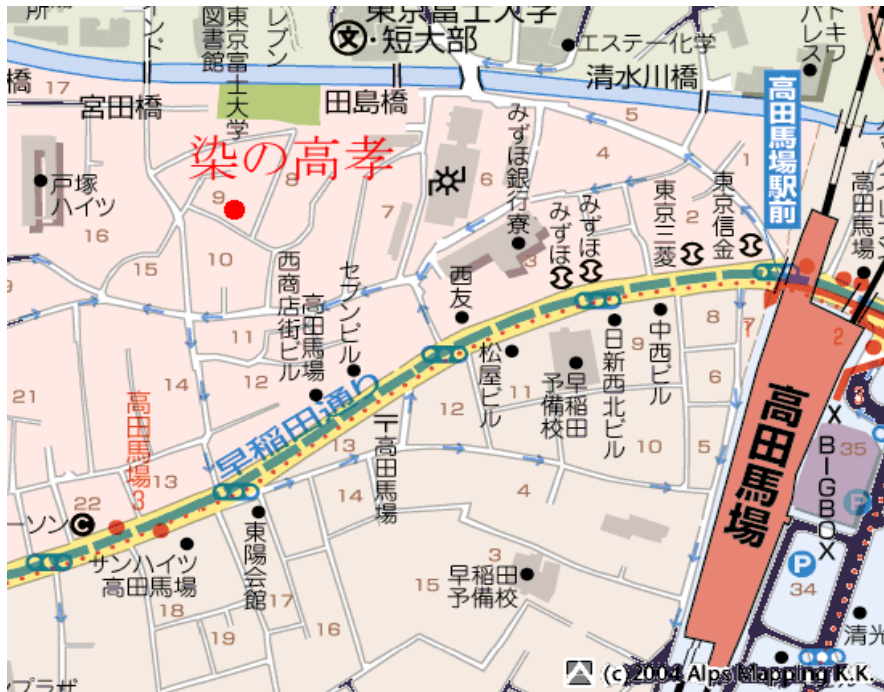 所
東京富士大学
図書館
レブン
東京富士大学
・短大部
エステー化学
トキワ
パレス
橋
17
宮田橋
田島橋
清水川橋
高田馬場駅前
染の高孝
戸塚
ハイツ
16
9
8
7
6
みずほ銀行寮
5
4
1
2
みずほ
みずほ
東京三菱
東京信金
高田馬場
15
10
3
西友
西商店街ビル
高田馬場
セブンビル
11
12
14
21
高田馬場3
13
早稲田通り
13
〒高田馬場
12
松屋ビル
11
早稲田
予備校
日新西北ビル
9
中西ビル
8
7
6
10
5
2
3
高田馬場
BIGBOX
35
P
22
ーソン
サンハイツ
高田馬場
東陽会館
14
4
3
15
早稲田
予備校
P
34
18
17
19
16
清光
ンプラザ
(c)2004 Alps Mapping K.K.